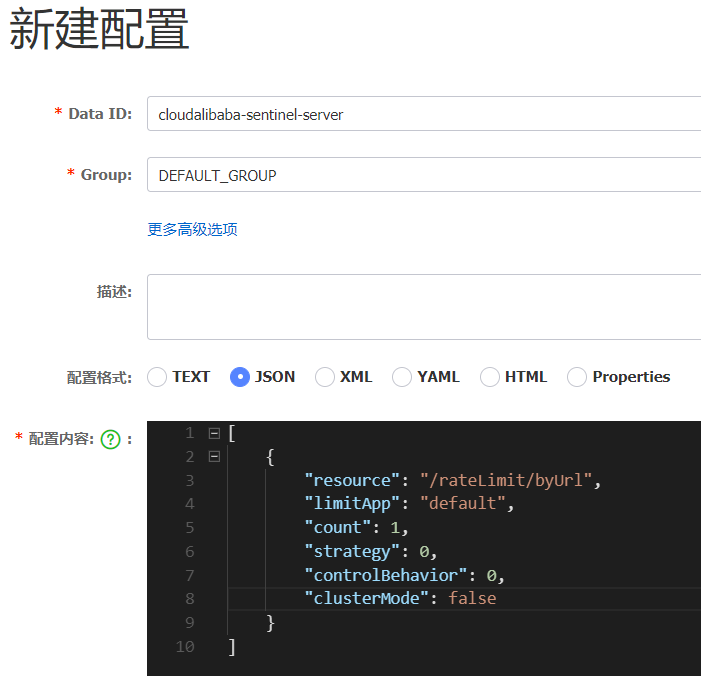 新建配置
* Data ID: cloudalibaba-sentinel-server
* Group: DEFAULT_GROUP
更多高级选项
描述:
配置格式: TEXT JSON XML YAML HTML Properties
* 配置内容: ? :
1 [
2 {
3 "resource": "/rateLimit/byUrl",
4 "limitApp": "default",
5 "count": 1,
6 "strategy": 0,
7 "controlBehavior": 0,
8 "clusterMode": false
9 }
10 ]